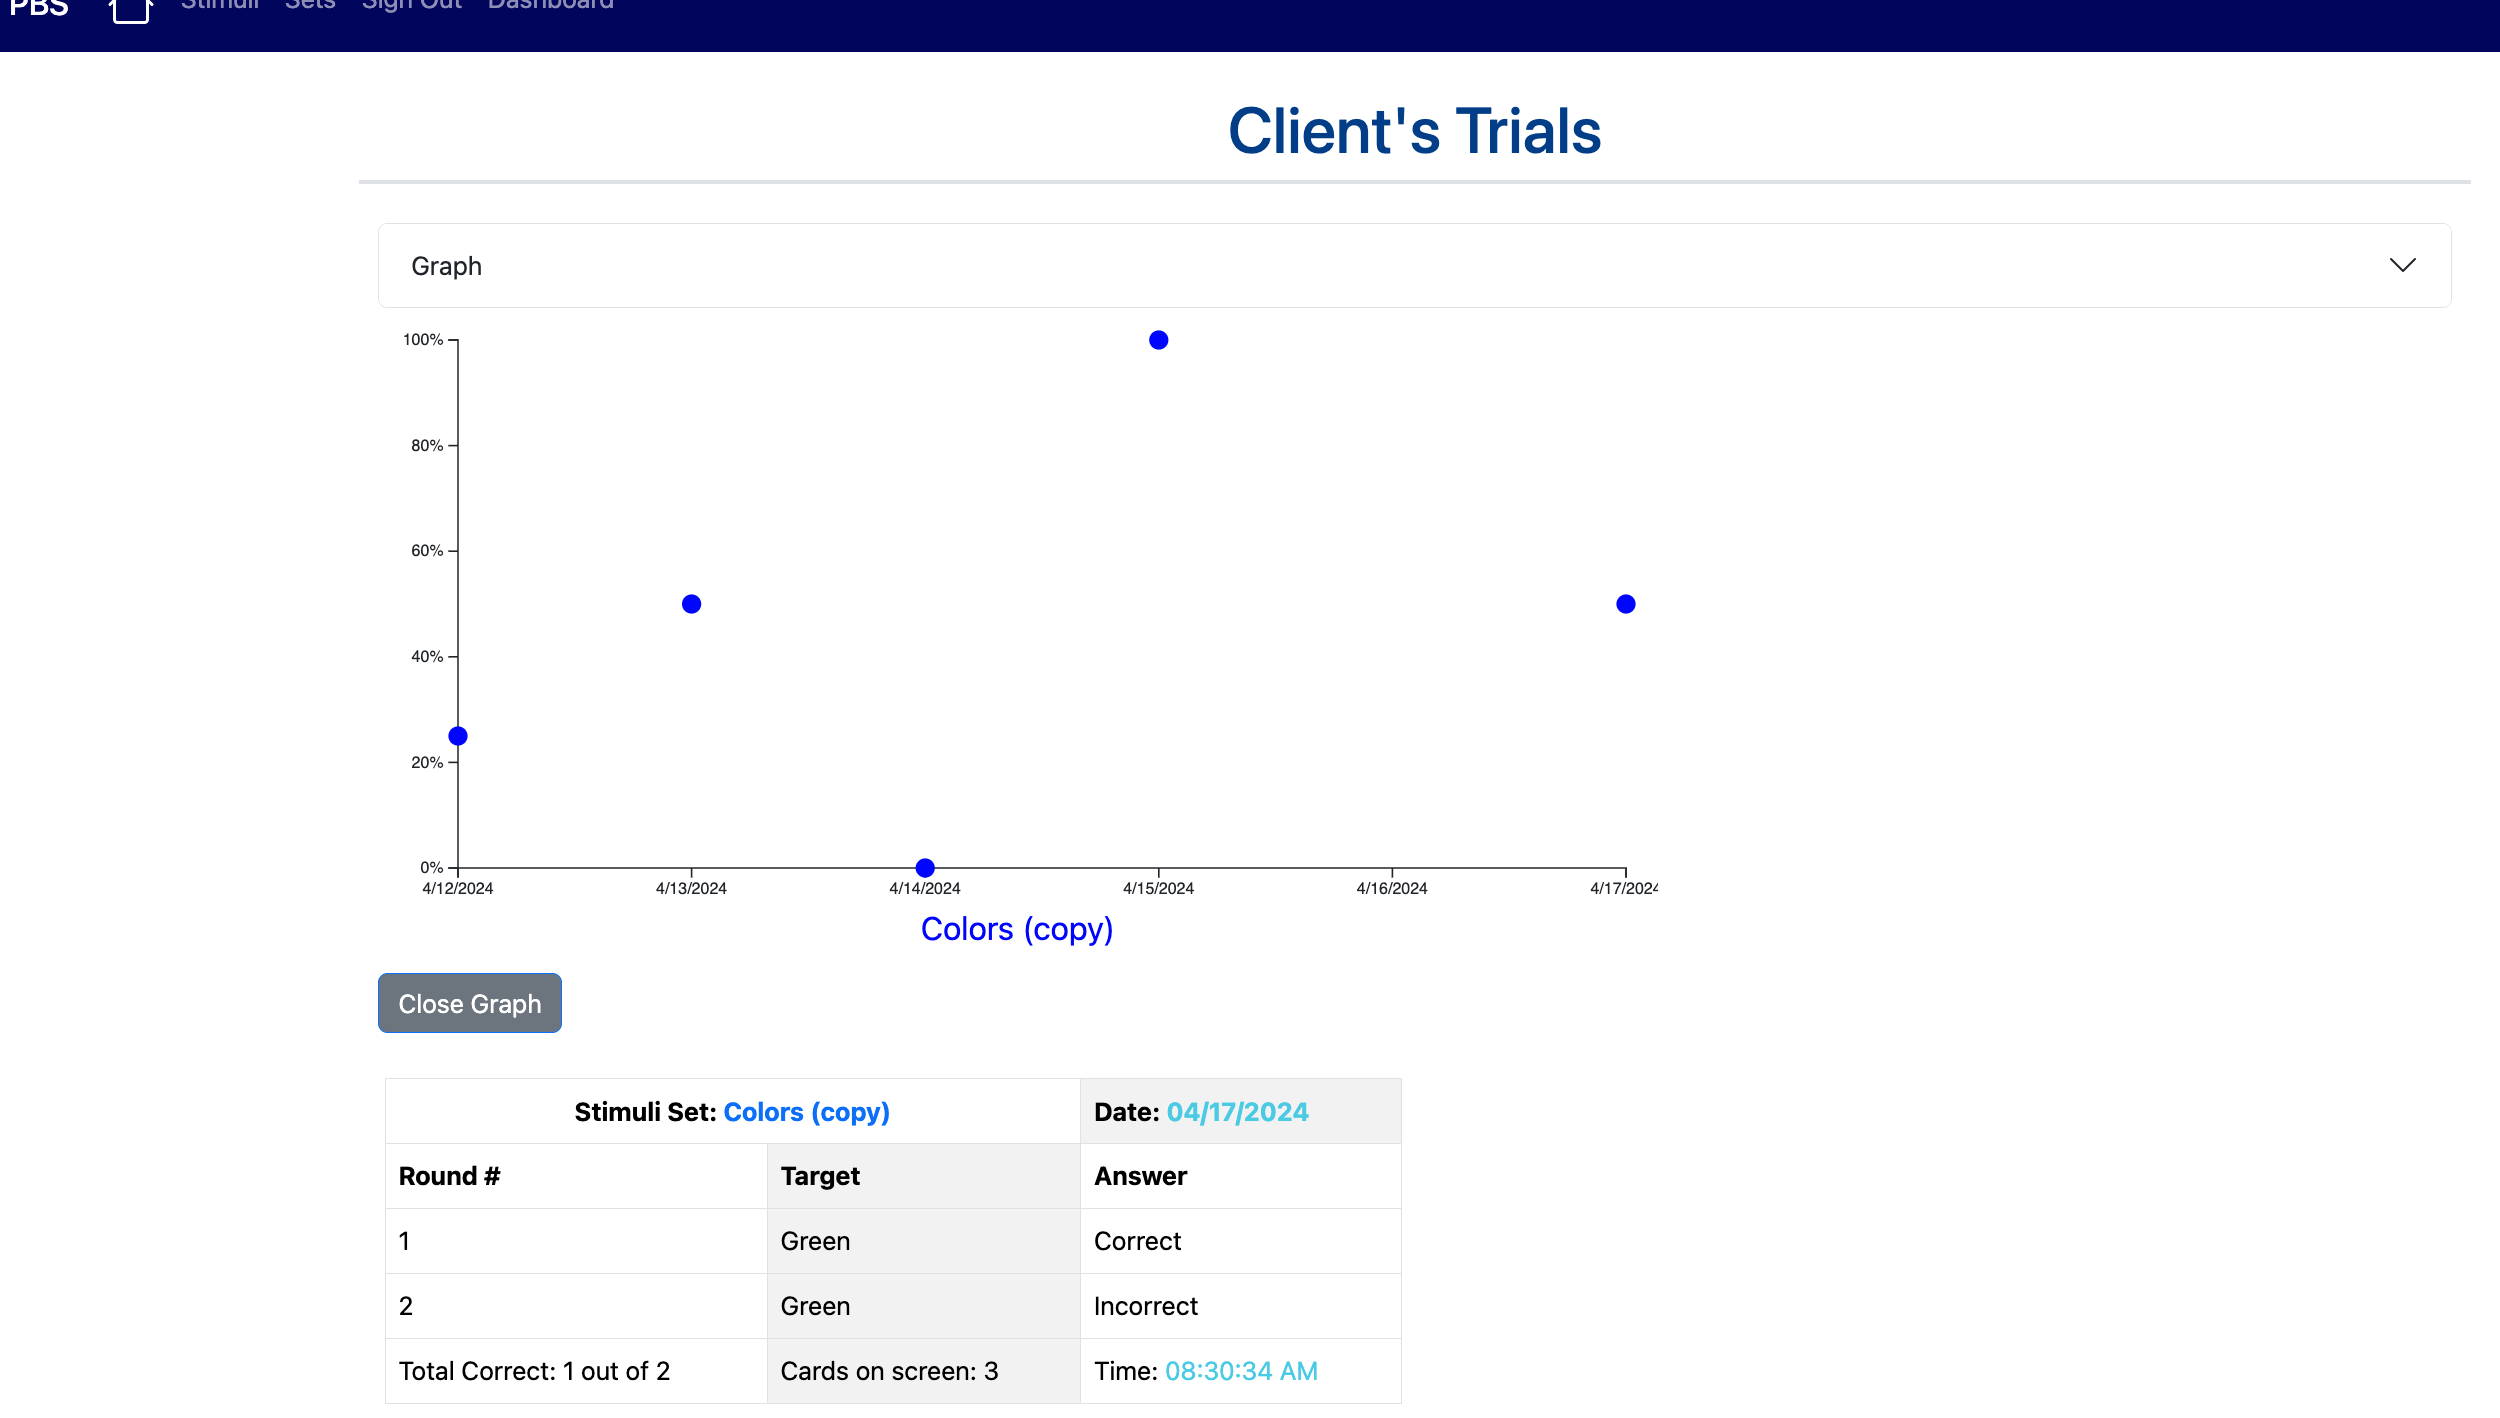 PBS Stimuli Sets Sign Out Dashboard
Client's Trials
Graph
100%
80%
60%
40%
20%
0%
4/12/2024 4/13/2024 4/14/2024 4/15/2024 4/16/2024 4/17/2024
Colors (copy)
Close Graph
Stimuli Set: Colors (copy) Date: 04/17/2024
Round # Target Answer
1 Green Correct
2 Green Incorrect
Total Correct: 1 out of 2 Cards on screen: 3 Time: 08:30:34 AM